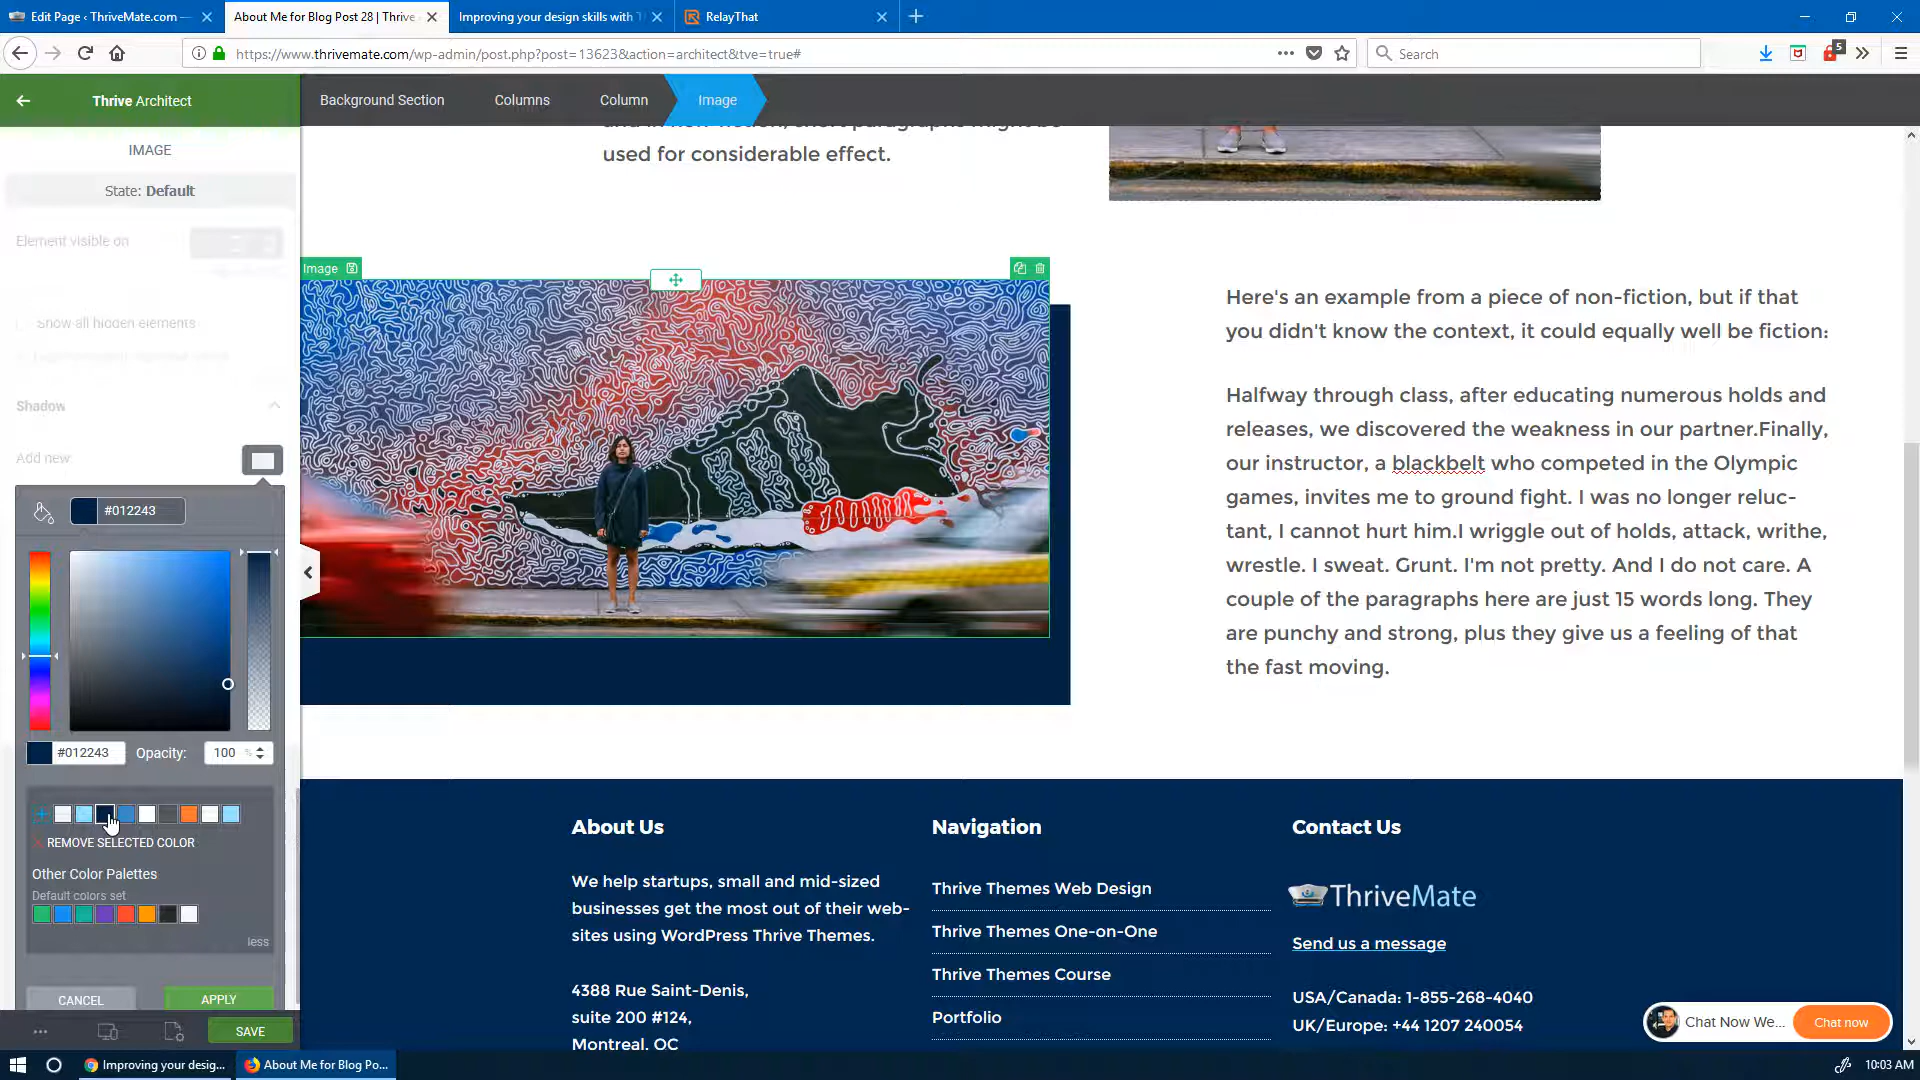 Edit Page ‹ ThriveMate.com —
About Me for Blog Post 28 | Thrive
Improving your design skills with
RelayThat
https://www.thrivemate.com/wp-admin/post.php?post=13623&action=architect&tve=true#
Search
5
Thrive Architect
Background Section
Columns
Column
Image
IMAGE
State: Default
Element visible on
Show all hidden elements
Shadow
Add new
#012243
#012243
Opacity:
100
%
REMOVE SELECTED COLOR
Other Color Palettes
Default colors set
less
CANCEL
APPLY
SAVE
used for considerable effect.
Image
Here's an example from a piece of non-fiction, but if that
you didn't know the context, it could equally well be fiction:
Halfway through class, after educating numerous holds and
releases, we discovered the weakness in our partner.Finally,
our instructor, a blackbelt who competed in the Olympic
games, invites me to ground fight. I was no longer reluc-
tant, I cannot hurt him.I wriggle out of holds, attack, writhe,
wrestle. I sweat. Grunt. I'm not pretty. And I do not care. A
couple of the paragraphs here are just 15 words long. They
are punchy and strong, plus they give us a feeling of that
the fast moving.
About Us
We help startups, small and mid-sized
businesses get the most out of their web-
sites using WordPress Thrive Themes.
4388 Rue Saint-Denis,
suite 200 #124,
Montreal, QC
Navigation
Thrive Themes Web Design
Thrive Themes One-on-One
Thrive Themes Course
Portfolio
Contact Us
ThriveMate
Send us a message
USA/Canada: 1-855-268-4040
UK/Europe: +44 1207 240054
Chat Now We...
Chat now
Improving your desig...
About Me for Blog Po...
10:03 AM